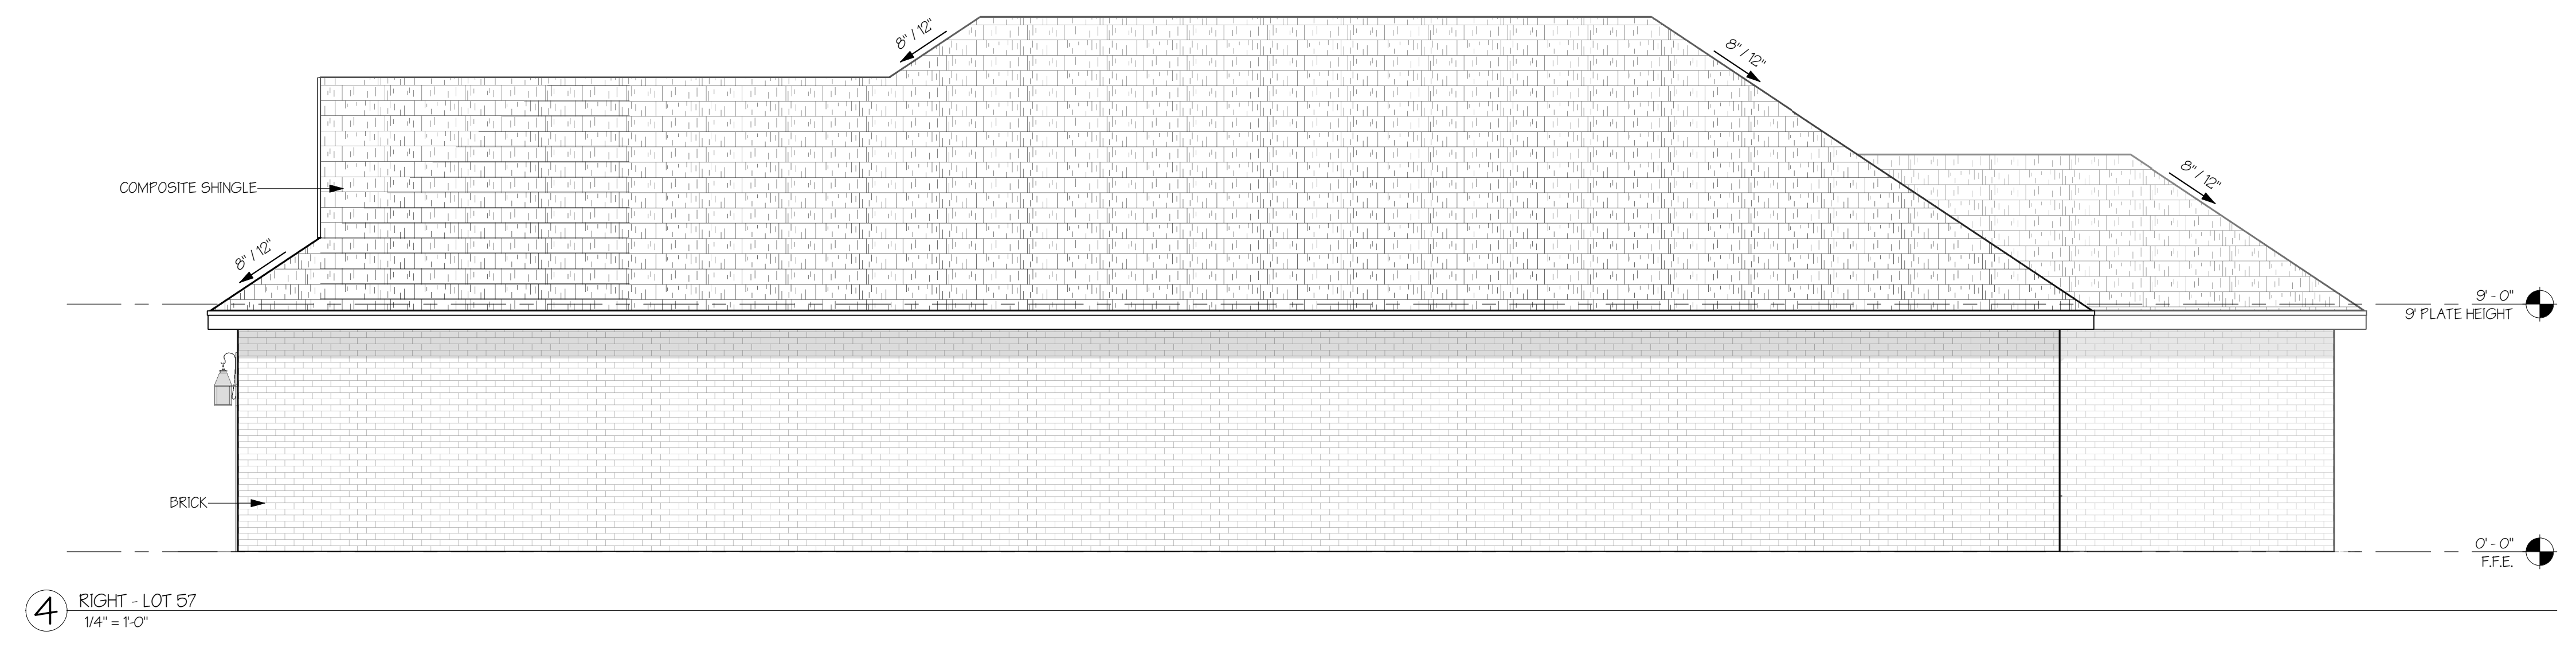 8" / 12"
8" / 12"
8" / 12"
COMPOSITE SHINGLE
8" / 12"
9' - 0"
9' PLATE HEIGHT
BRICK
0' - 0"
F.F.E.
4
RIGHT - LOT 57
1/4" = 1'-0"